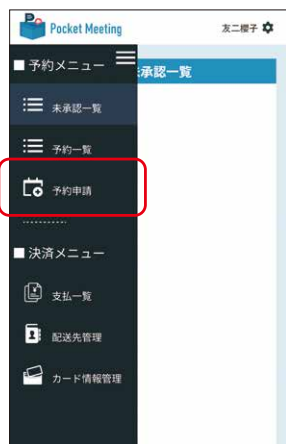 Pocket Meeting
友二櫻子
■ 予約メニュー
未承認一覧
未承認一覧
予約一覧
予約申請
■ 決済メニュー
支払一覧
配送先管理
カード情報管理